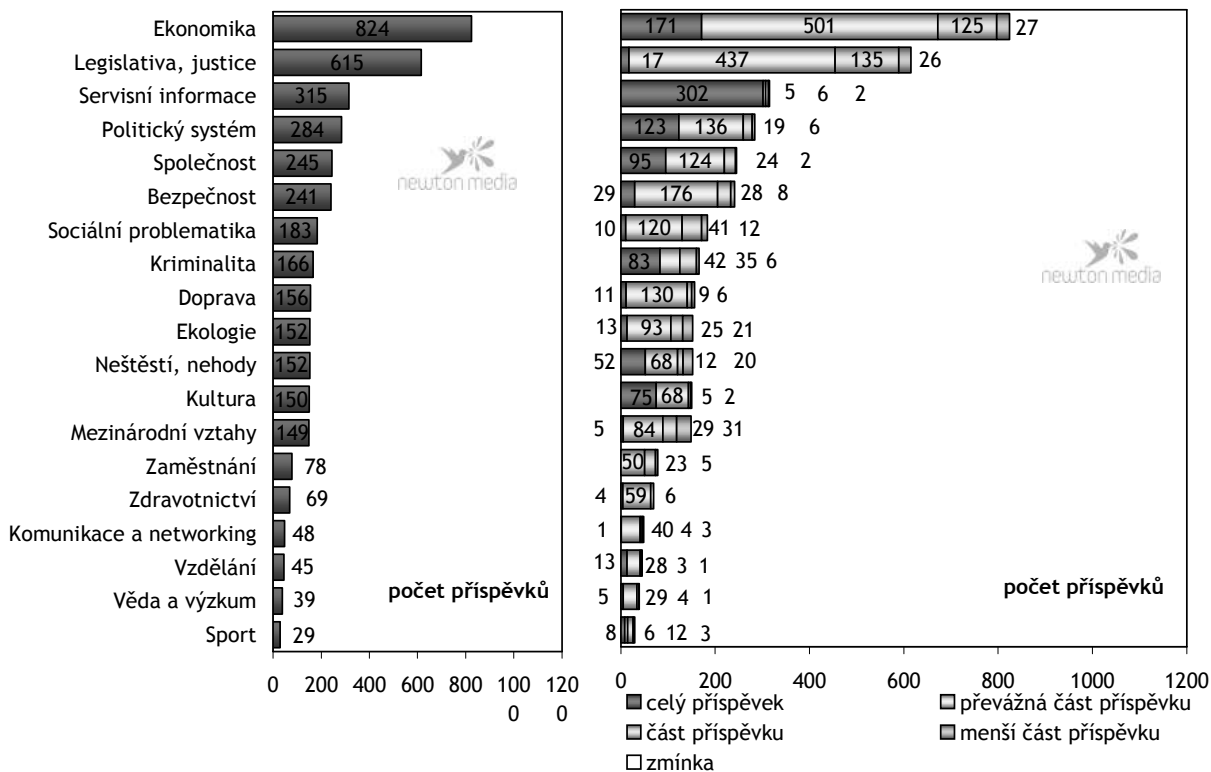 Ekonomika 824 171 501 125 27
Legislativa, justice 615 17 437 135 26
Servisní informace 315 302 5 6 2
Politický systém 284 123 136 19 6
Společnost 245 95 124 24 2
Bezpečnost 241 29 176 28 8
Sociální problematika 183 10 120 41 12
Kriminalita 166 83 42 35 6
Doprava 156 11 130 9 6
Ekologie 152 13 93 25 21
Neštěstí, nehody 152 52 68 12 20
Kultura 150 75 68 5 2
Mezinárodní vztahy 149 5 84 29 31
Zaměstnání 78 50 23 5
Zdravotnictví 69 4 59 6
Komunikace a networking 48 1 40 4 3
Vzdělání 45 13 28 3 1
Věda a výzkum 39 5 29 4 1
Sport 29 8 6 12 3
newton media
newton media
počet příspěvků
počet příspěvků
0 200 400 600 800 100 120
0 0
0 200 400 600 800 1000 1200
celý příspěvek
převážná část příspěvku
část příspěvku
menší část příspěvku
zmínka